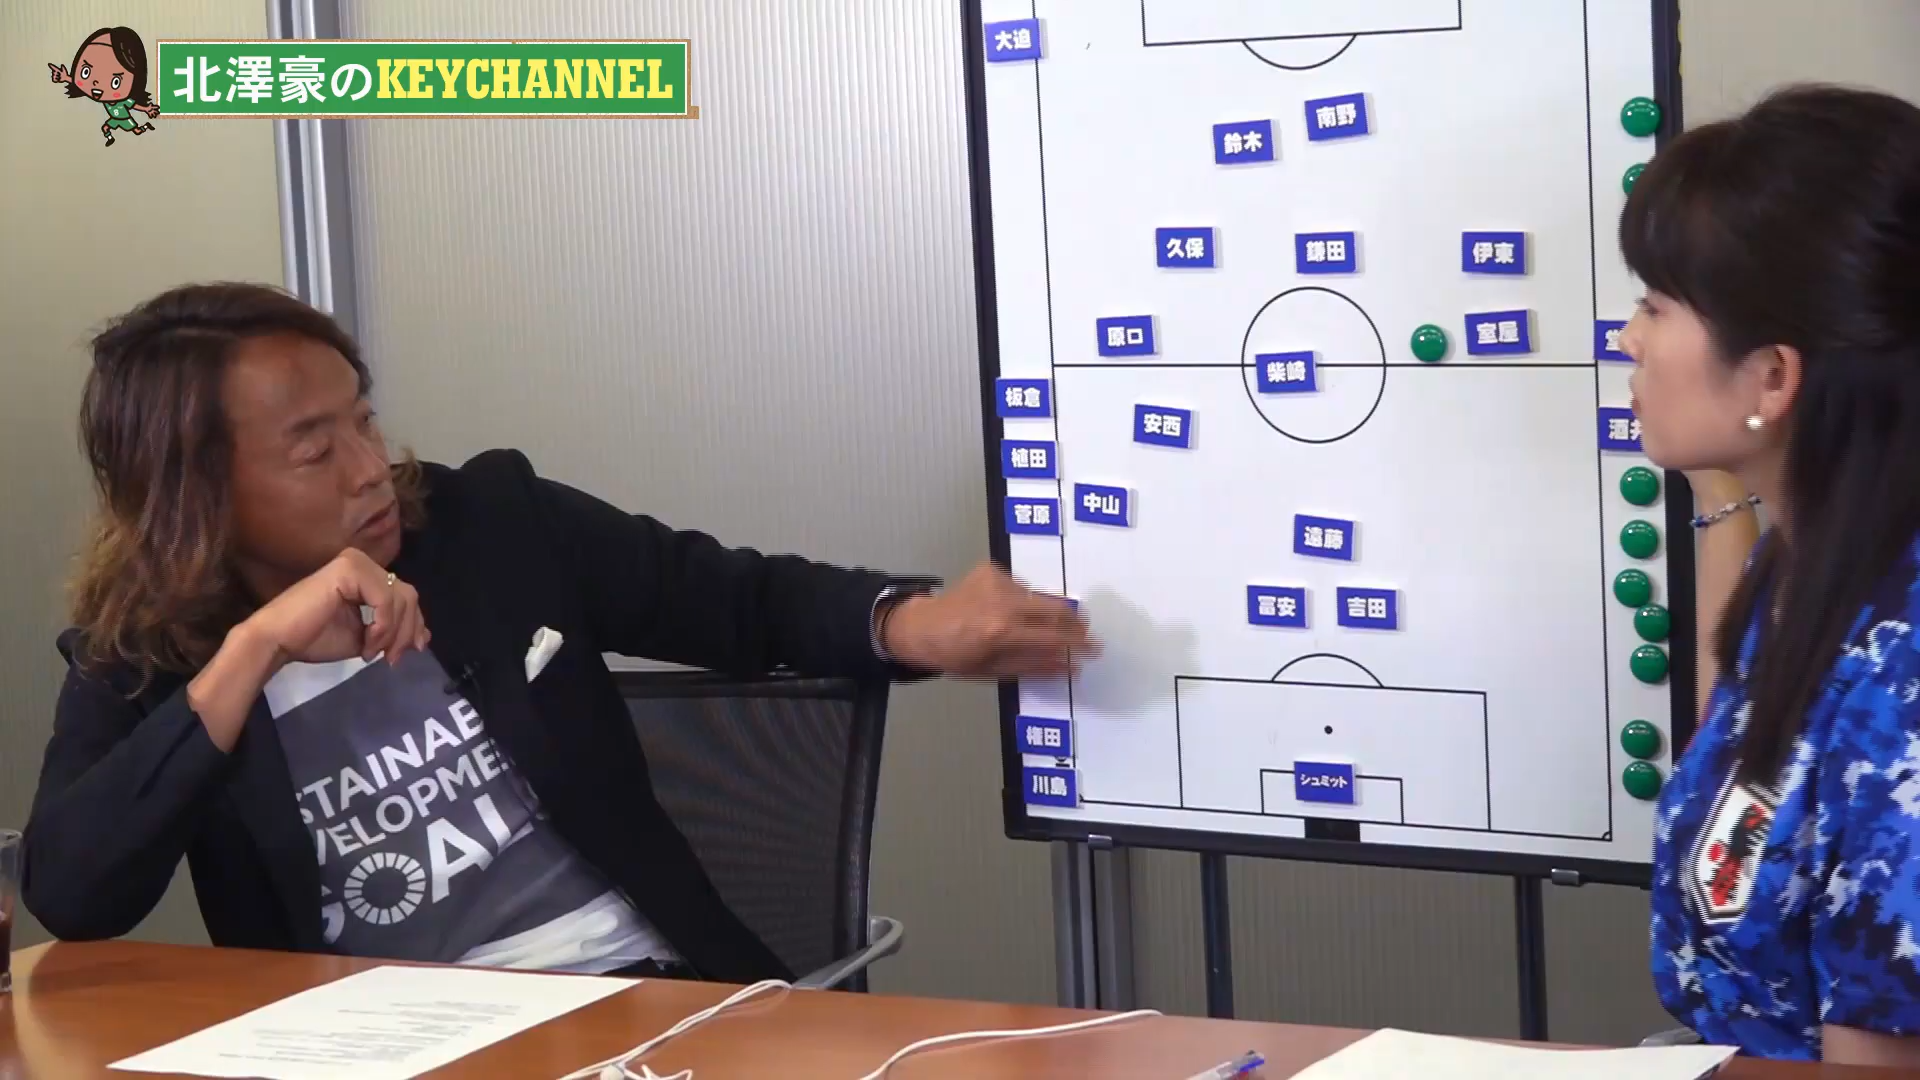 北澤豪のKEYCHANNEL
大迫
南野
鈴木
久保
鎌田
伊東
原口
室屋
柴崎
板倉
安西
植田
中山
菅原
遠藤
冨安
吉田
権田
川島
シュミット
GOAL